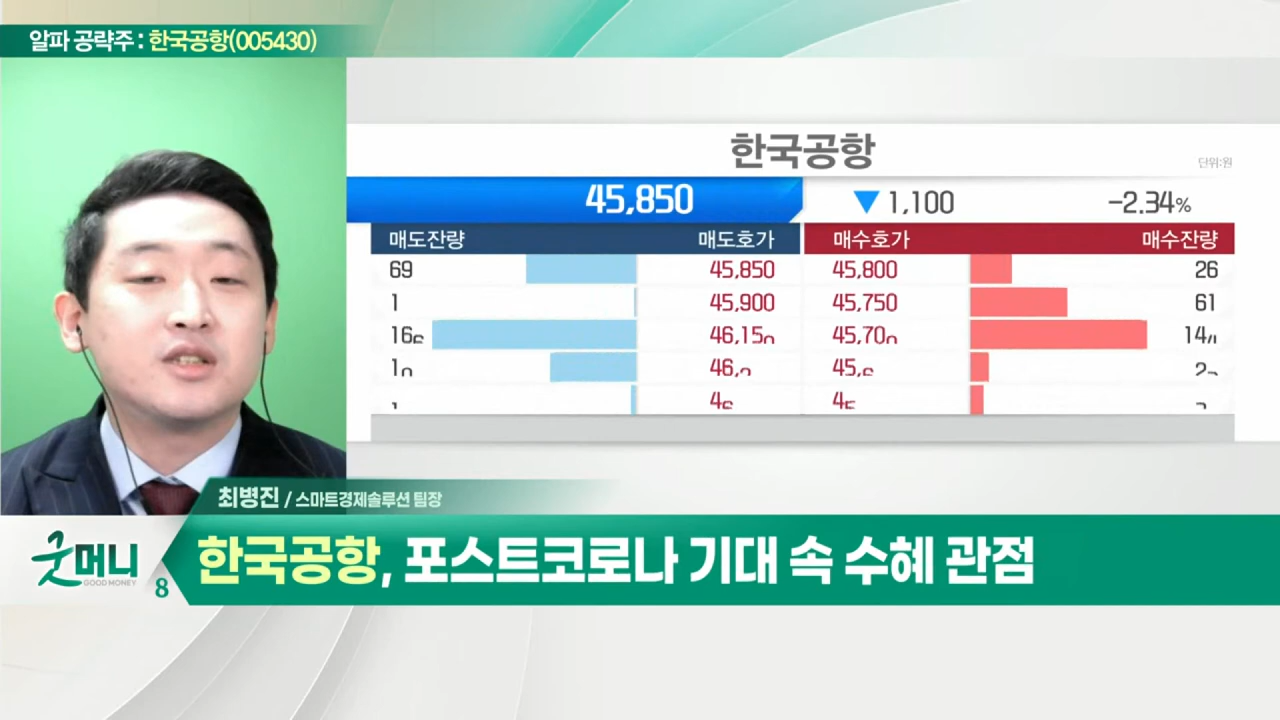 알파 공략주 : 한국공항(005430)
한국공항
단위:원
45,850 ▼ 1,100 -2.34%
매도잔량 매도호가 매수호가 매수잔량
69 45,850 45,800 26
1 45,900 45,750 61
최병진 / 스마트경제솔루션 팀장
굿머니
GOOD MONEY
8
한국공항, 포스트코로나 기대 속 수혜 관점